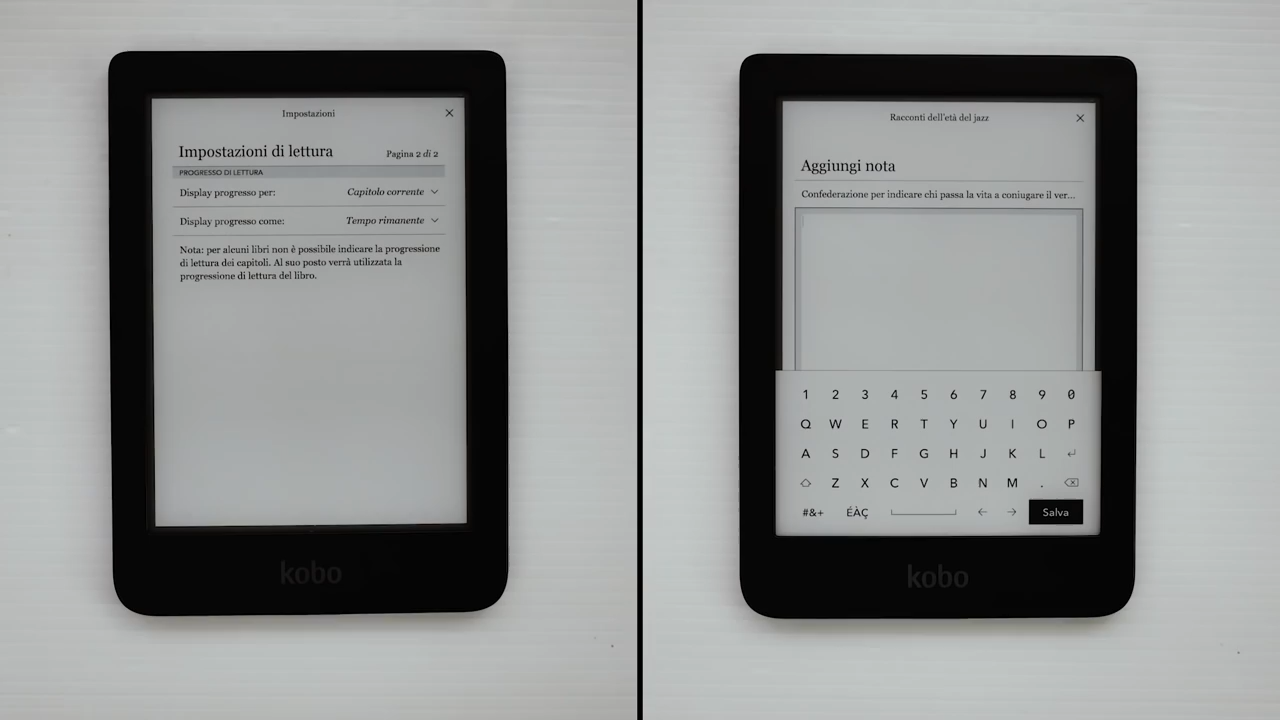 Impostazioni
Impostazioni di lettura
Pagina 2 di 2
PROGRESSO DI LETTURA
Display progresso per: Capitolo corrente
Display progresso come: Tempo rimanente
Nota: per alcuni libri non è possibile indicare la progressione
di lettura dei capitoli. Al suo posto verrà utilizzata la
progressione di lettura del libro.
kobo
Racconti dell'età del jazz
Aggiungi nota
Confederazione per indicare chi passa la vita a coniugare il ver...
1 2 3 4 5 6 7 8 9 0
Q W E R T Y U I O P
A S D F G H J K L
Z X C V B N M .
#&+ ÉÀÇ Salva
kobo